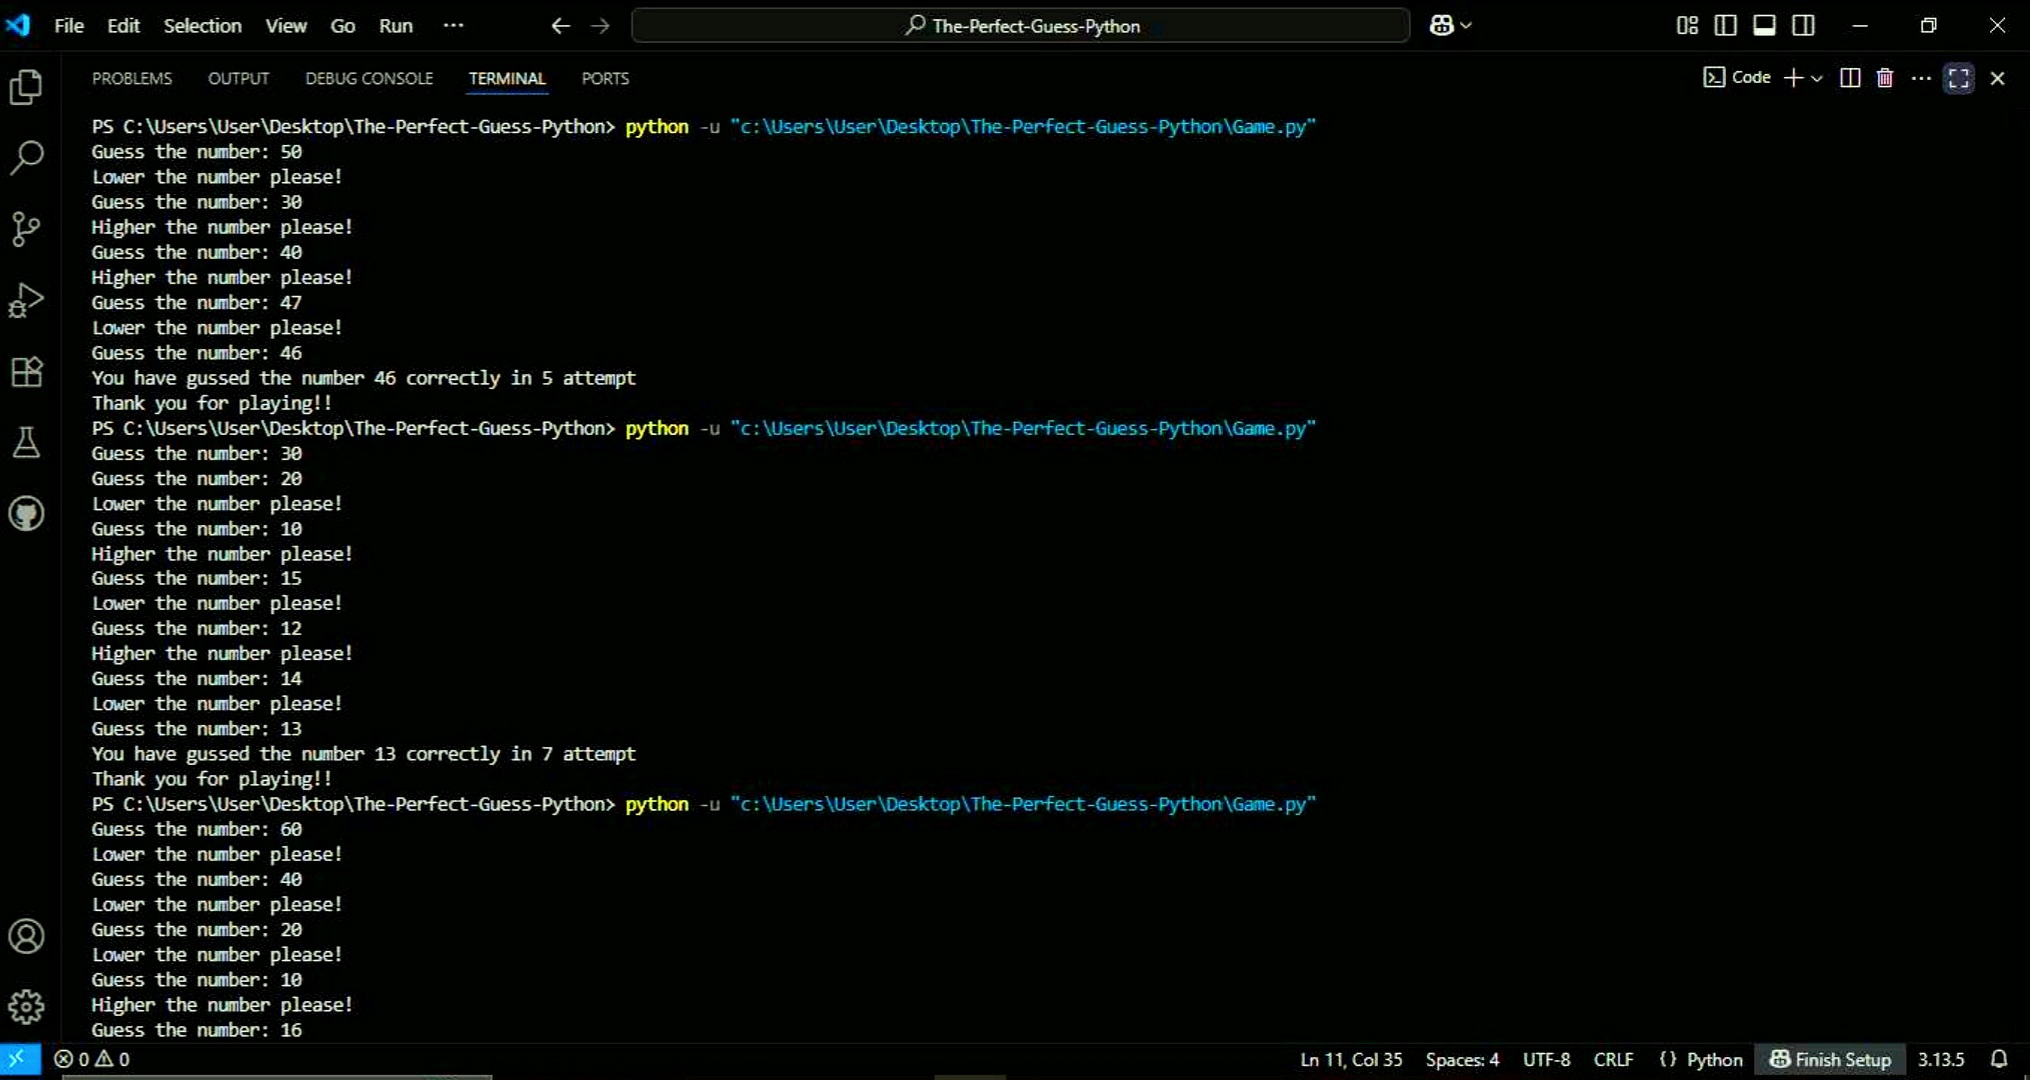 File Edit Selection View Go Run ··· The-Perfect-Guess-Python
PROBLEMS OUTPUT DEBUG CONSOLE TERMINAL PORTS Code
PS C:\Users\User\Desktop\The-Perfect-Guess-Python> python -u "c:\Users\User\Desktop\The-Perfect-Guess-Python\Game.py"
Guess the number: 50
Lower the number please!
Guess the number: 30
Higher the number please!
Guess the number: 40
Higher the number please!
Guess the number: 47
Lower the number please!
Guess the number: 46
You have gussed the number 46 correctly in 5 attempt
Thank you for playing!!
PS C:\Users\User\Desktop\The-Perfect-Guess-Python> python -u "c:\Users\User\Desktop\The-Perfect-Guess-Python\Game.py"
Guess the number: 30
Guess the number: 20
Lower the number please!
Guess the number: 10
Higher the number please!
Guess the number: 15
Lower the number please!
Guess the number: 12
Higher the number please!
Guess the number: 14
Lower the number please!
Guess the number: 13
You have gussed the number 13 correctly in 7 attempt
Thank you for playing!!
PS C:\Users\User\Desktop\The-Perfect-Guess-Python> python -u "c:\Users\User\Desktop\The-Perfect-Guess-Python\Game.py"
Guess the number: 60
Lower the number please!
Guess the number: 40
Lower the number please!
Guess the number: 20
Lower the number please!
Guess the number: 10
Higher the number please!
Guess the number: 16
0 0 Ln 11, Col 35 Spaces: 4 UTF-8 CRLF {} Python Finish Setup 3.13.5